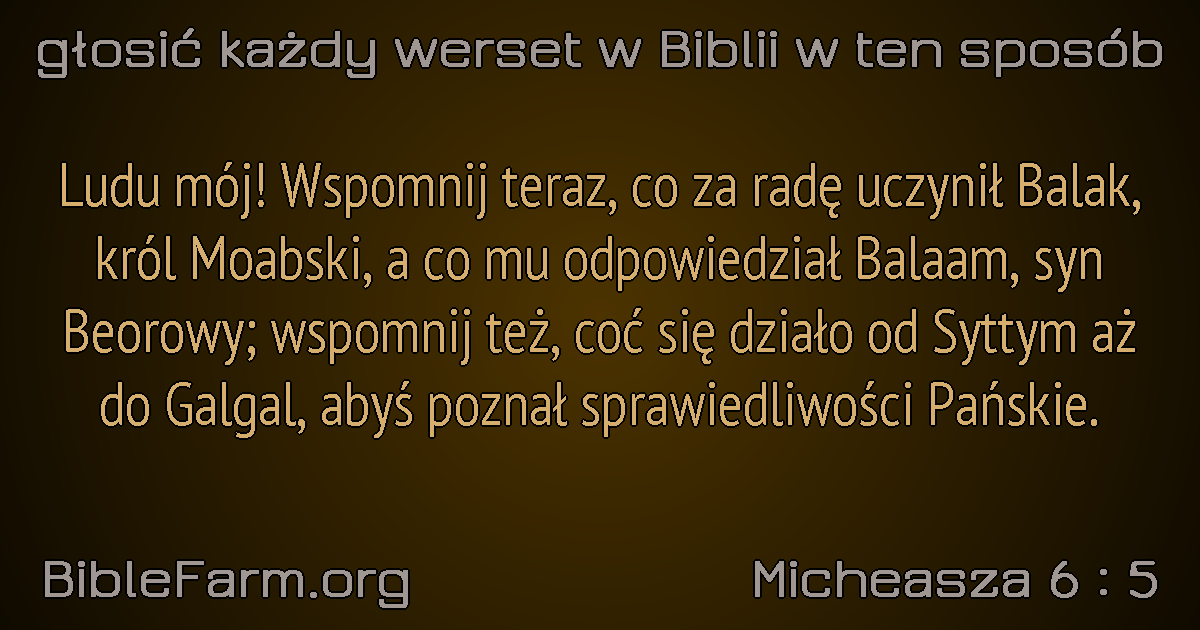 głosić każdy werset w Biblii w ten sposób
Ludu mój! Wspomnij teraz, co za radę uczynił Balak,
król Moabski, a co mu odpowiedział Balaam, syn
Beorowy; wspomnij też, coć się działo od Syttym aż
do Galgal, abyś poznał sprawiedliwości Pańskie.
BibleFarm.org
Micheasza 6 : 5